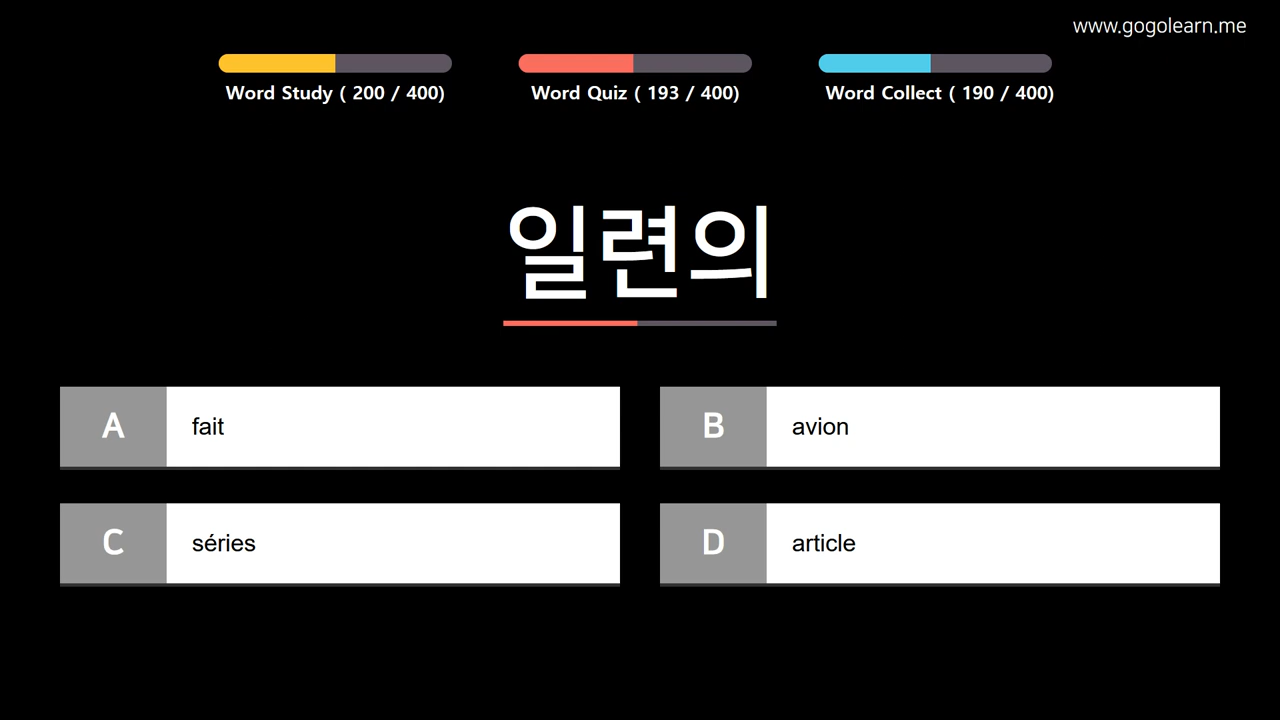 www.gogolearn.me
Word Study ( 200 / 400)
Word Quiz ( 193 / 400)
Word Collect ( 190 / 400)
일련의
A fait
B avion
C séries
D article